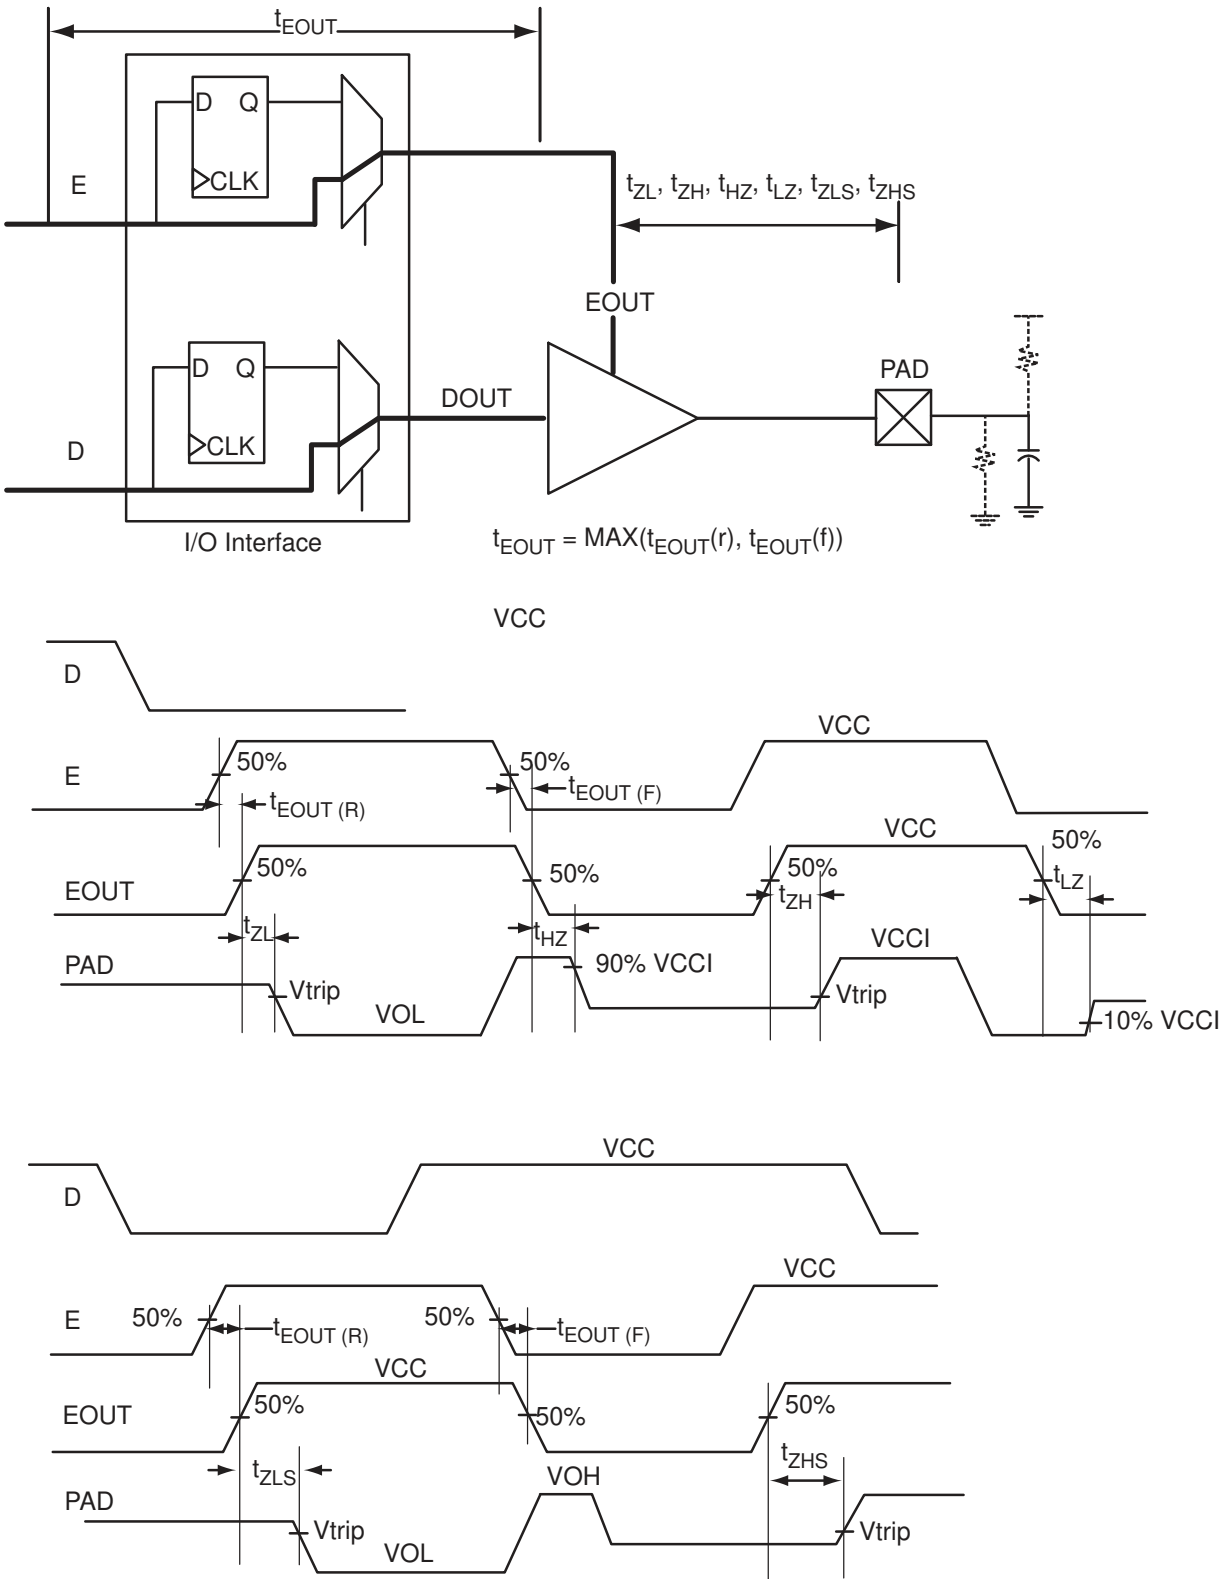 tEOUT
D Q
CLK
E
tZL, tZH, tHZ, tLZ, tZLS, tZHS
EOUT
D Q
CLK
D
DOUT
PAD
I/O Interface
tEOUT = MAX(tEOUT(r), tEOUT(f))
VCC
D
VCC
E
50%
50%
tEOUT (R)
tEOUT (F)
VCC
50%
EOUT
50%
50%
50%
tZL
tHZ
tZH
tLZ
PAD
Vtrip
VOL
90% VCCI
Vtrip
VCCI
10% VCCI
VCC
D
VCC
E
50%
tEOUT (R)
50%
tEOUT (F)
VCC
EOUT
50%
50%
50%
tZLS
tZHS
PAD
Vtrip
VOL
VOH
Vtrip